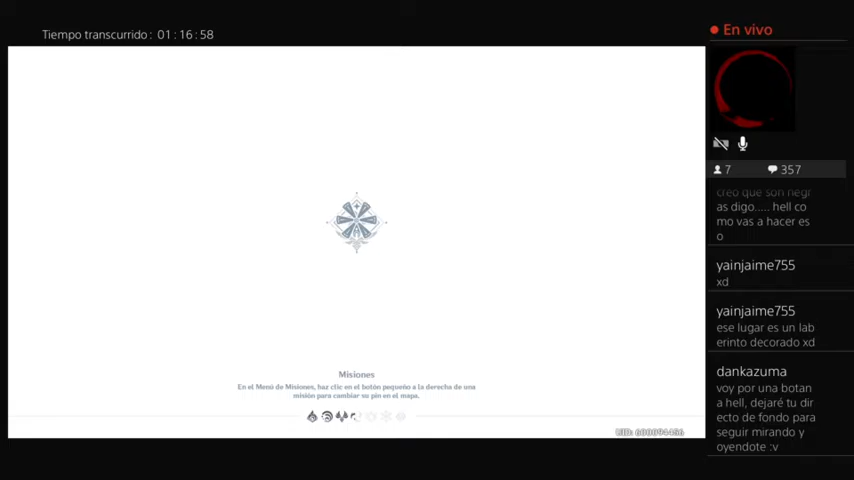 Tiempo transcurrido: 01:16:58
En vivo
7
357
creo que son negr
as digo..... hell co
mo vas a hacer es
o
yainjaime755
xd
yainjaime755
ese lugar es un lab
erinto decorado xd
dankazuma
voy por una botan
a hell, dejaré tu dir
ecto de fondo para
seguir mirando y
oyendote :v
Misiones
En el Menú de Misiones, haz clic en el botón pequeño a la derecha de una
misión para cambiar su pin en el mapa.
UID: 600094456